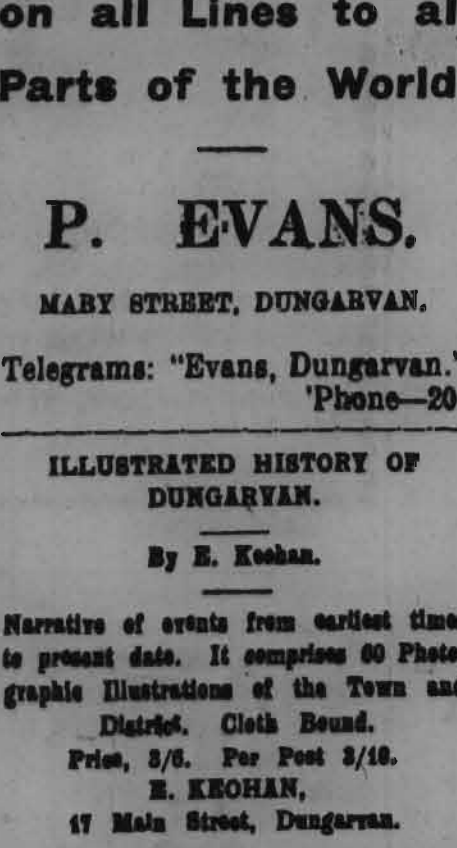 on all Lines to al
Parts of the World
P. EVANS.
MARY STREET, DUNGARVAN.
Telegrams: "Evans, Dungarvan."
'Phone—20
ILLUSTRATED HISTORY OF
DUNGARVAN.
By E. Keohan.
Narrative of events from earliest time
to present date. It comprises 60 Photo
graphic Illustrations of the Town and
District. Cloth Bound.
Price, 3/6. Per Post 3/10.
E. KEOHAN,
17 Main Street, Dungarvan.